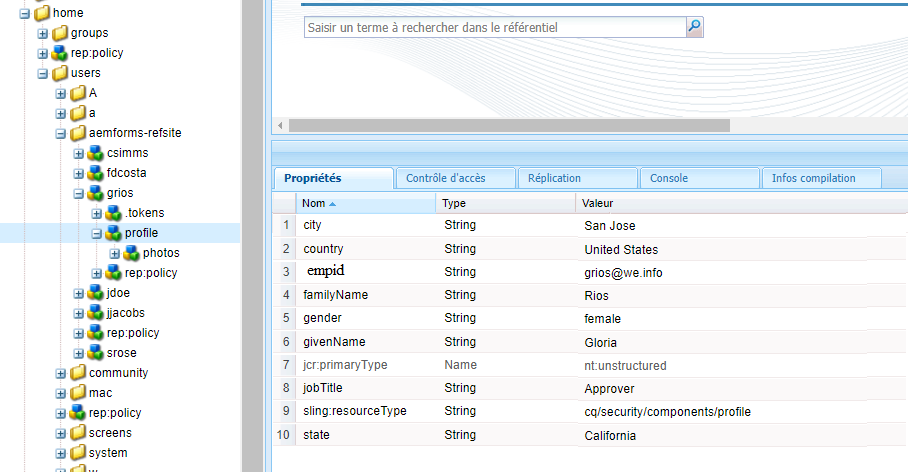 home
groups
rep:policy
users
A
a
aemforms-refsite
csimms
fdcosta
grios
.tokens
profile
photos
rep:policy
jdoe
jjacobs
rep:policy
srose
community
mac
rep:policy
screens
system
Saisir un terme à rechercher dans le référentiel
Propriétés Contrôle d'accès Réplication Console Infos compilation
Nom Type Valeur
1 city String San Jose
2 country String United States
3 empid String grios@we.info
4 familyName String Rios
5 gender String female
6 givenName String Gloria
7 jcr:primaryType Name nt:unstructured
8 jobTitle String Approver
9 sling:resourceType String cq/security/components/profile
10 state String California